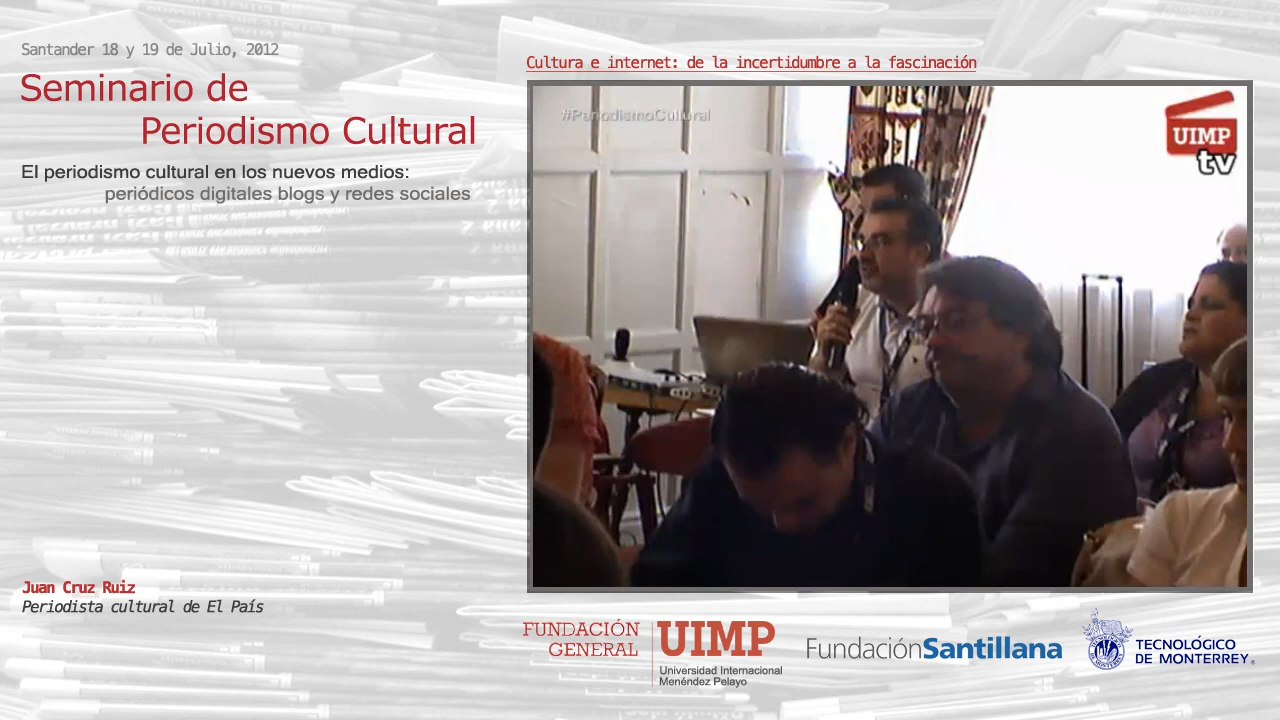 Santander 18 y 19 de Julio, 2012
Seminario de
Periodismo Cultural
El periodismo cultural en los nuevos medios:
periódicos digitales blogs y redes sociales
Cultura e internet: de la incertidumbre a la fascinación
#PeriodismoCultural
UIMP
tv
Juan Cruz Ruiz
Periodista cultural de El País
FUNDACIÓN
GENERAL
UIMP
Universidad Internacional
Menéndez Pelayo
FundaciónSantillana
TECNOLÓGICO
DE MONTERREY®